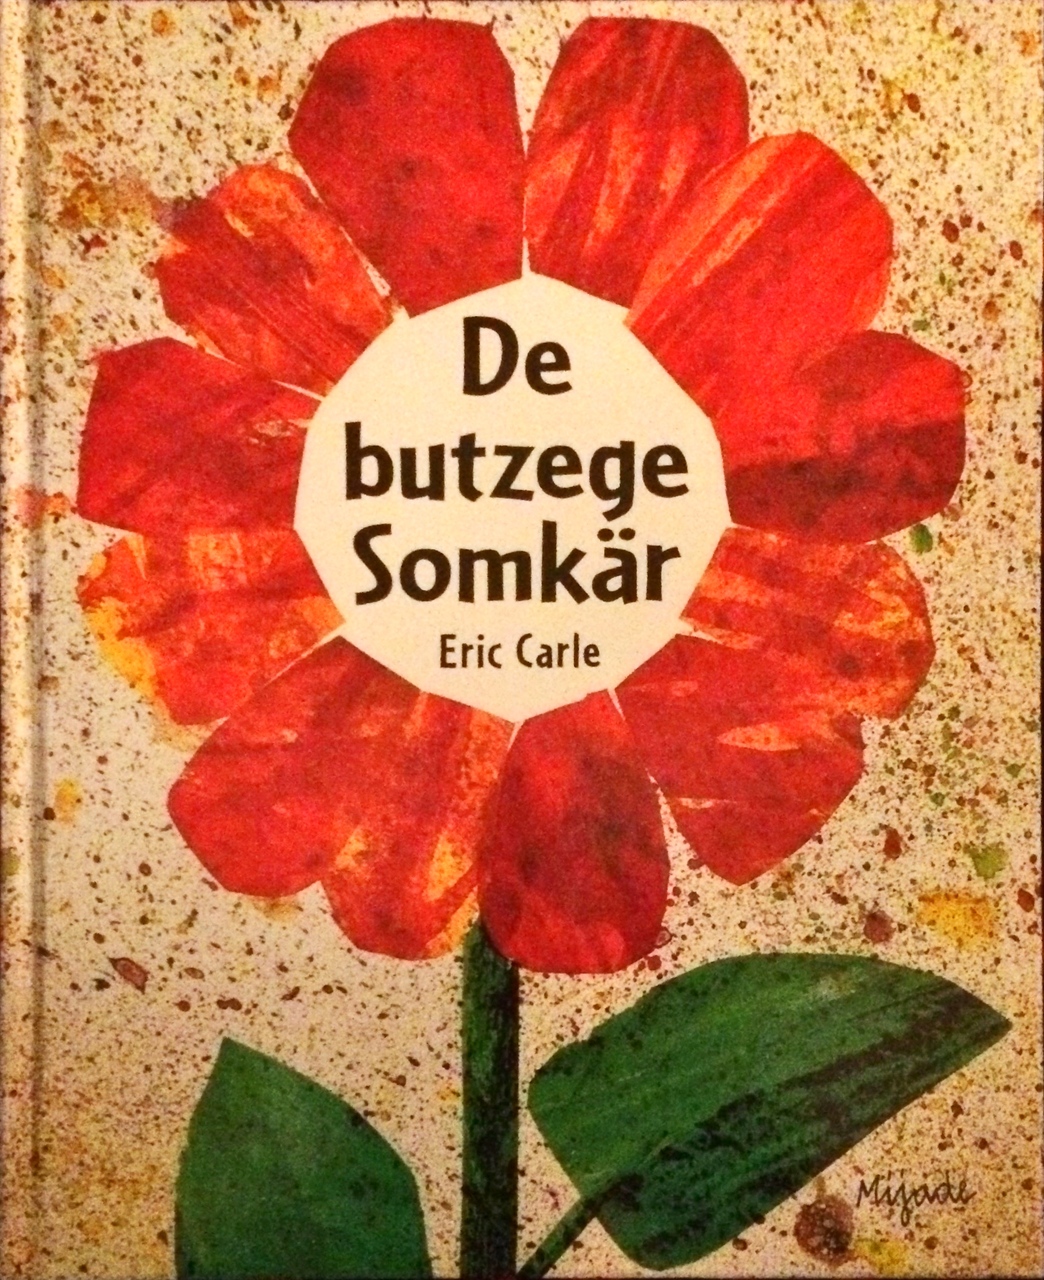 De
butzege
Somkär
Eric Carle
Mijade